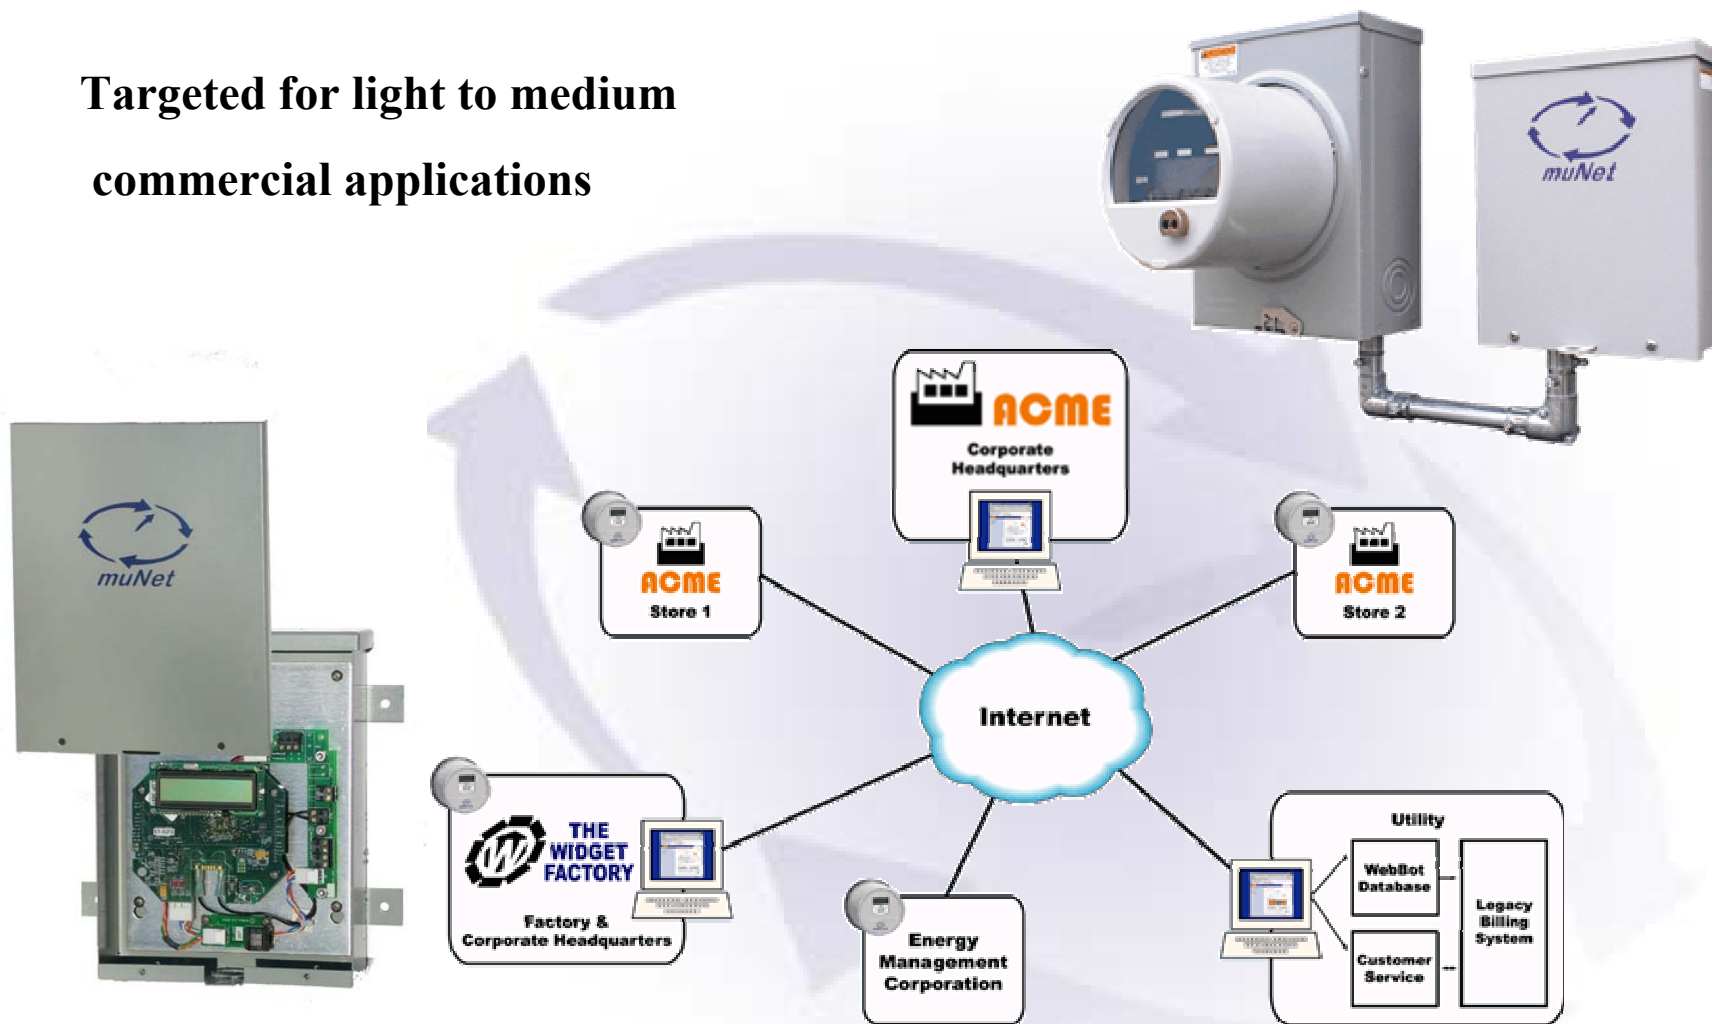 Targeted for light to medium
commercial applications
muNet
muNet
ACME
Corporate
Headquarters
ACME
Store 1
ACME
Store 2
Internet
THE
WIDGET
FACTORY
W
Factory &
Corporate Headquarters
Energy
Management
Corporation
Utility
WebBot
Database
Customer
Service
Legacy
Billing
System